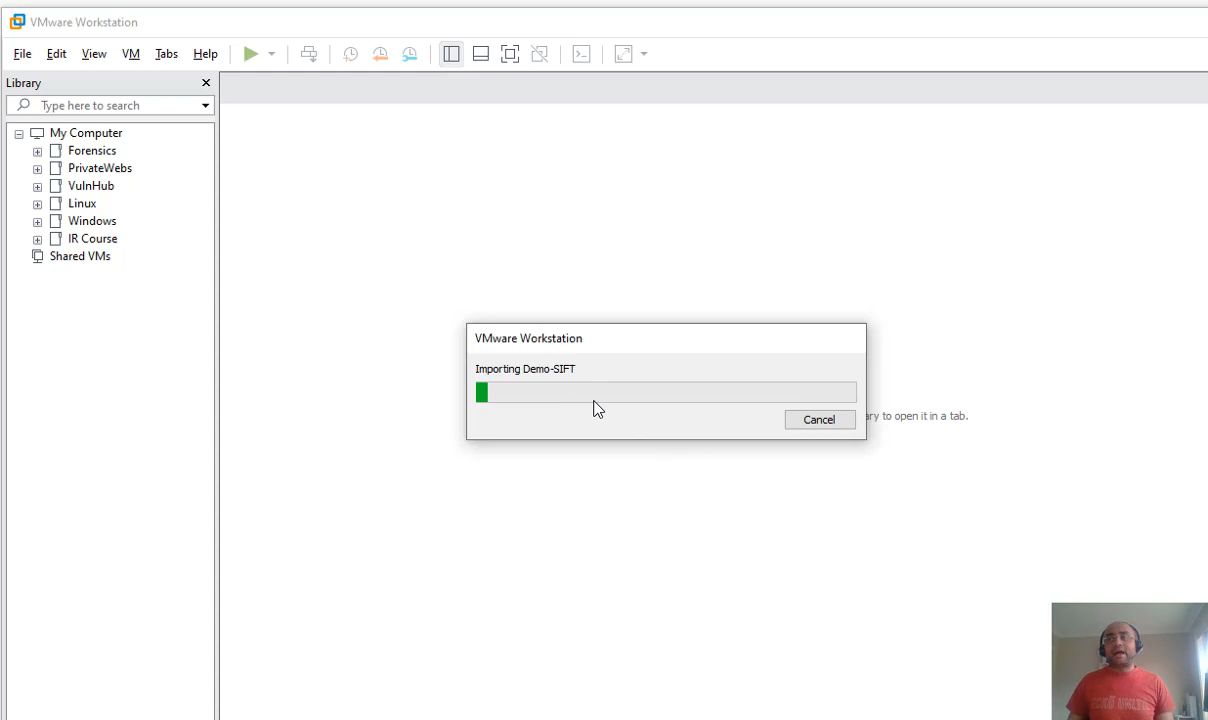 VMware Workstation
File Edit View VM Tabs Help
Library
Type here to search
My Computer
Forensics
PrivateWebs
VulnHub
Linux
Windows
IR Course
Shared VMs
VMware Workstation
Importing Demo-SIFT
Cancel
ary to open it in a tab.